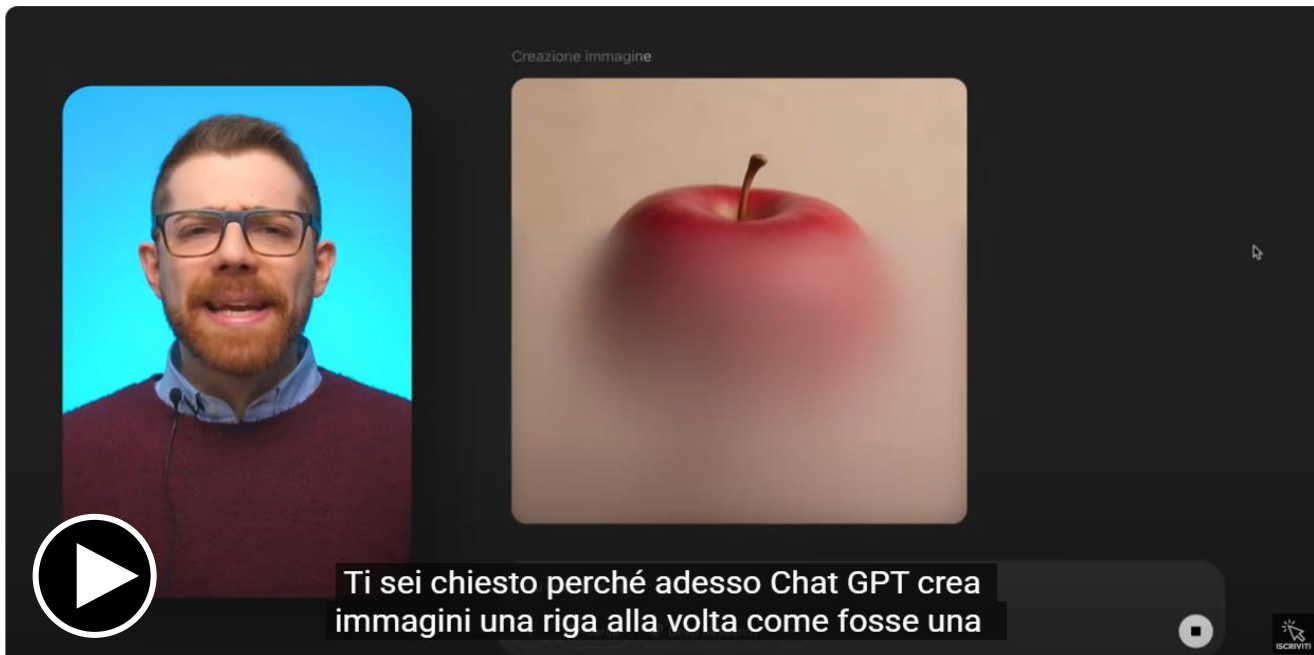 Creazione immagine
Ti sei chiesto perché adesso Chat GPT crea
immagini una riga alla volta come fosse una
ISCRIVITI